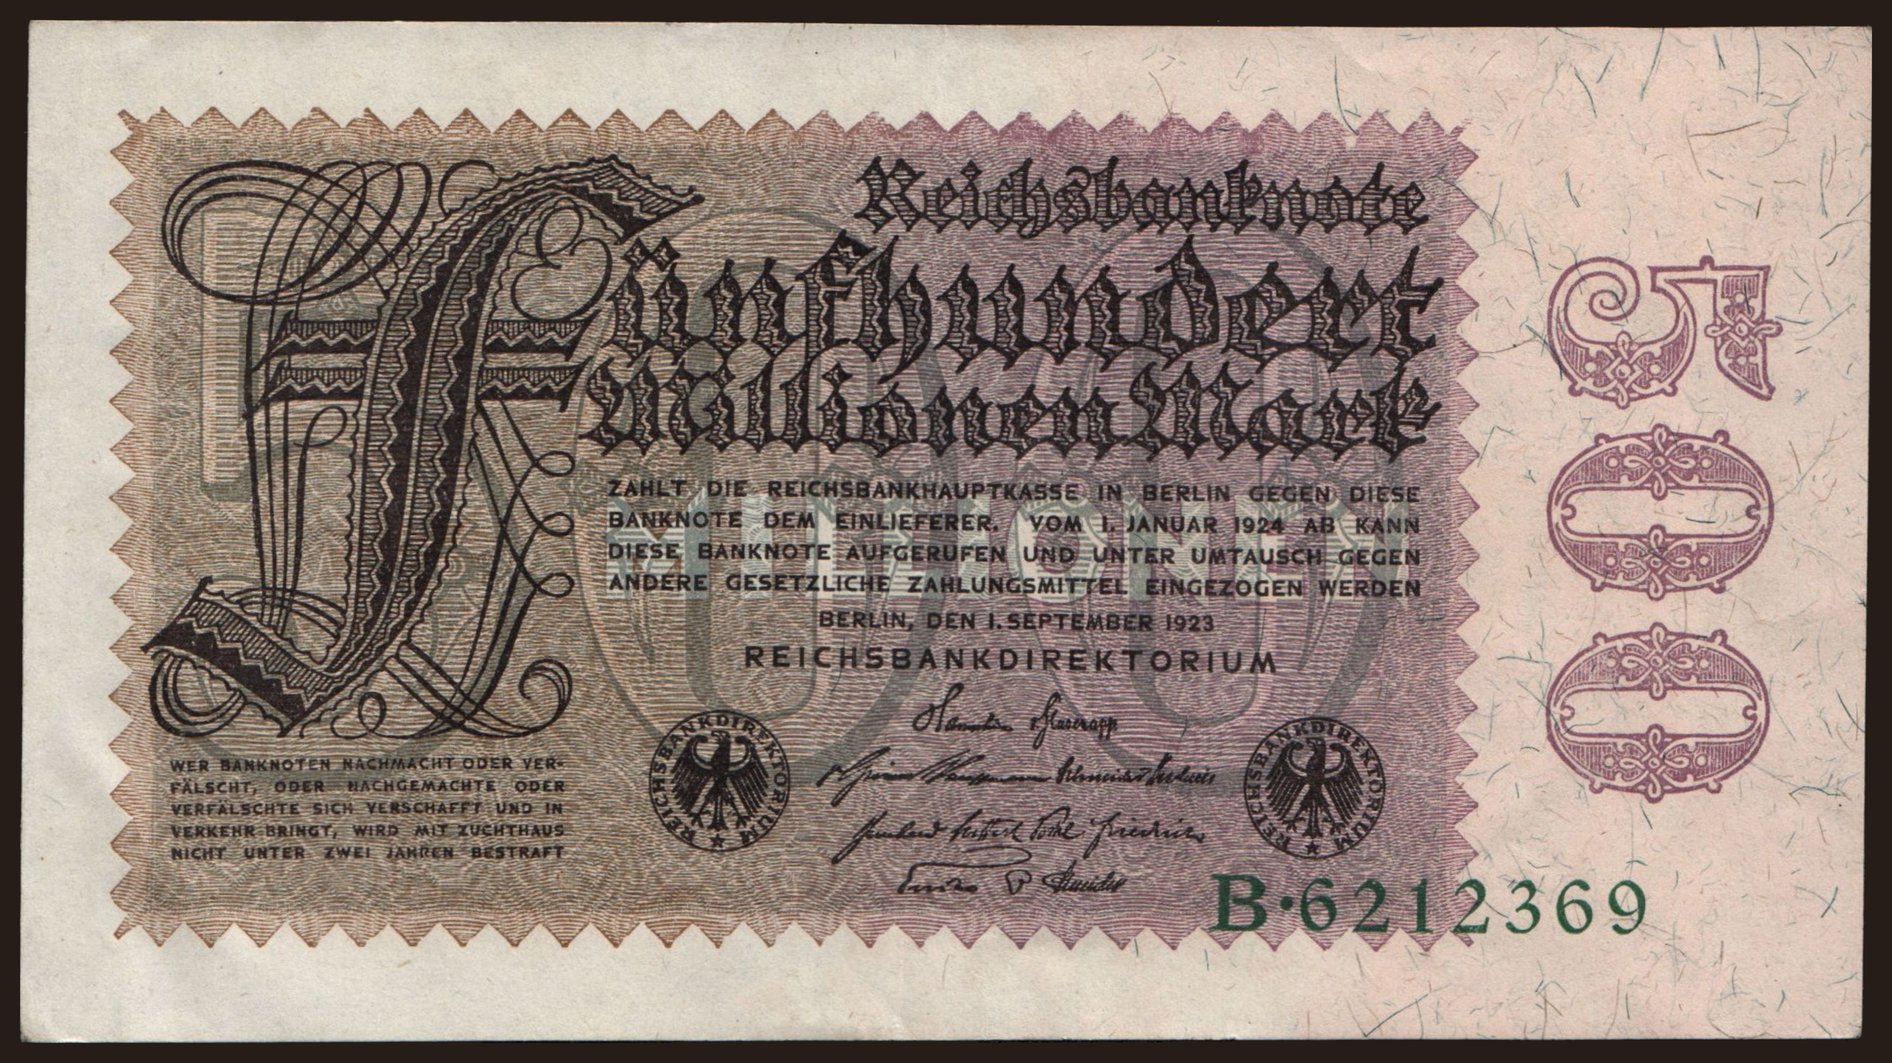 Reichsbanknote
Fünfhundert
Millionen Mark
500
MILLIONEN
ZAHLT DIE REICHSBANKHAUPTKASSE IN BERLIN GEGEN DIESE
BANKNOTE DEM EINLIEFERER. VOM 1. JANUAR 1924 AB KANN
DIESE BANKNOTE AUFGERUFEN UND UNTER UMTAUSCH GEGEN
ANDERE GESETZLICHE ZAHLUNGSMITTEL EINGEZOGEN WERDEN
BERLIN, DEN 1. SEPTEMBER 1923
REICHSBANKDIREKTORIUM
REICHSBANKDIREKTORIUM ★
REICHSBANKDIREKTORIUM ★
WER BANKNOTEN NACHMACHT ODER VER-
FÄLSCHT, ODER NACHGEMACHTE ODER
VERFÄLSCHTE SICH VERSCHAFFT UND IN
VERKEHR BRINGT, WIRD MIT ZUCHTHAUS
NICHT UNTER ZWEI JAHREN BESTRAFT
B·6212369
500